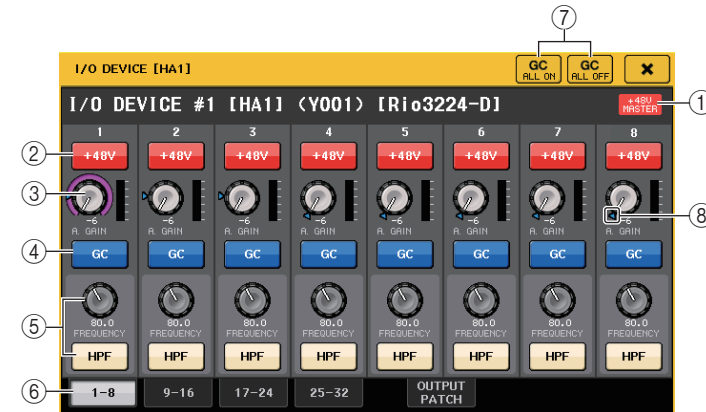 ⑦
I/O DEVICE [HA1] GC ALL ON GC ALL OFF ×
I/O DEVICE #1 [HA1] (Y001) [Rio3224-D] +48V MASTER ①
1 2 3 4 5 6 7 8
② +48V +48V +48V +48V +48V +48V +48V +48V
③ -6 -6 -6 -6 -6 -6 -6 -6 ⑧
A. GAIN A. GAIN A. GAIN A. GAIN A. GAIN A. GAIN A. GAIN A. GAIN
④ GC GC GC GC GC GC GC GC
⑤ 80.0 80.0 80.0 80.0 80.0 80.0 80.0 80.0
FREQUENCY FREQUENCY FREQUENCY FREQUENCY FREQUENCY FREQUENCY FREQUENCY FREQUENCY
HPF HPF HPF HPF HPF HPF HPF HPF
⑥ 1-8 9-16 17-24 25-32 OUTPUT PATCH